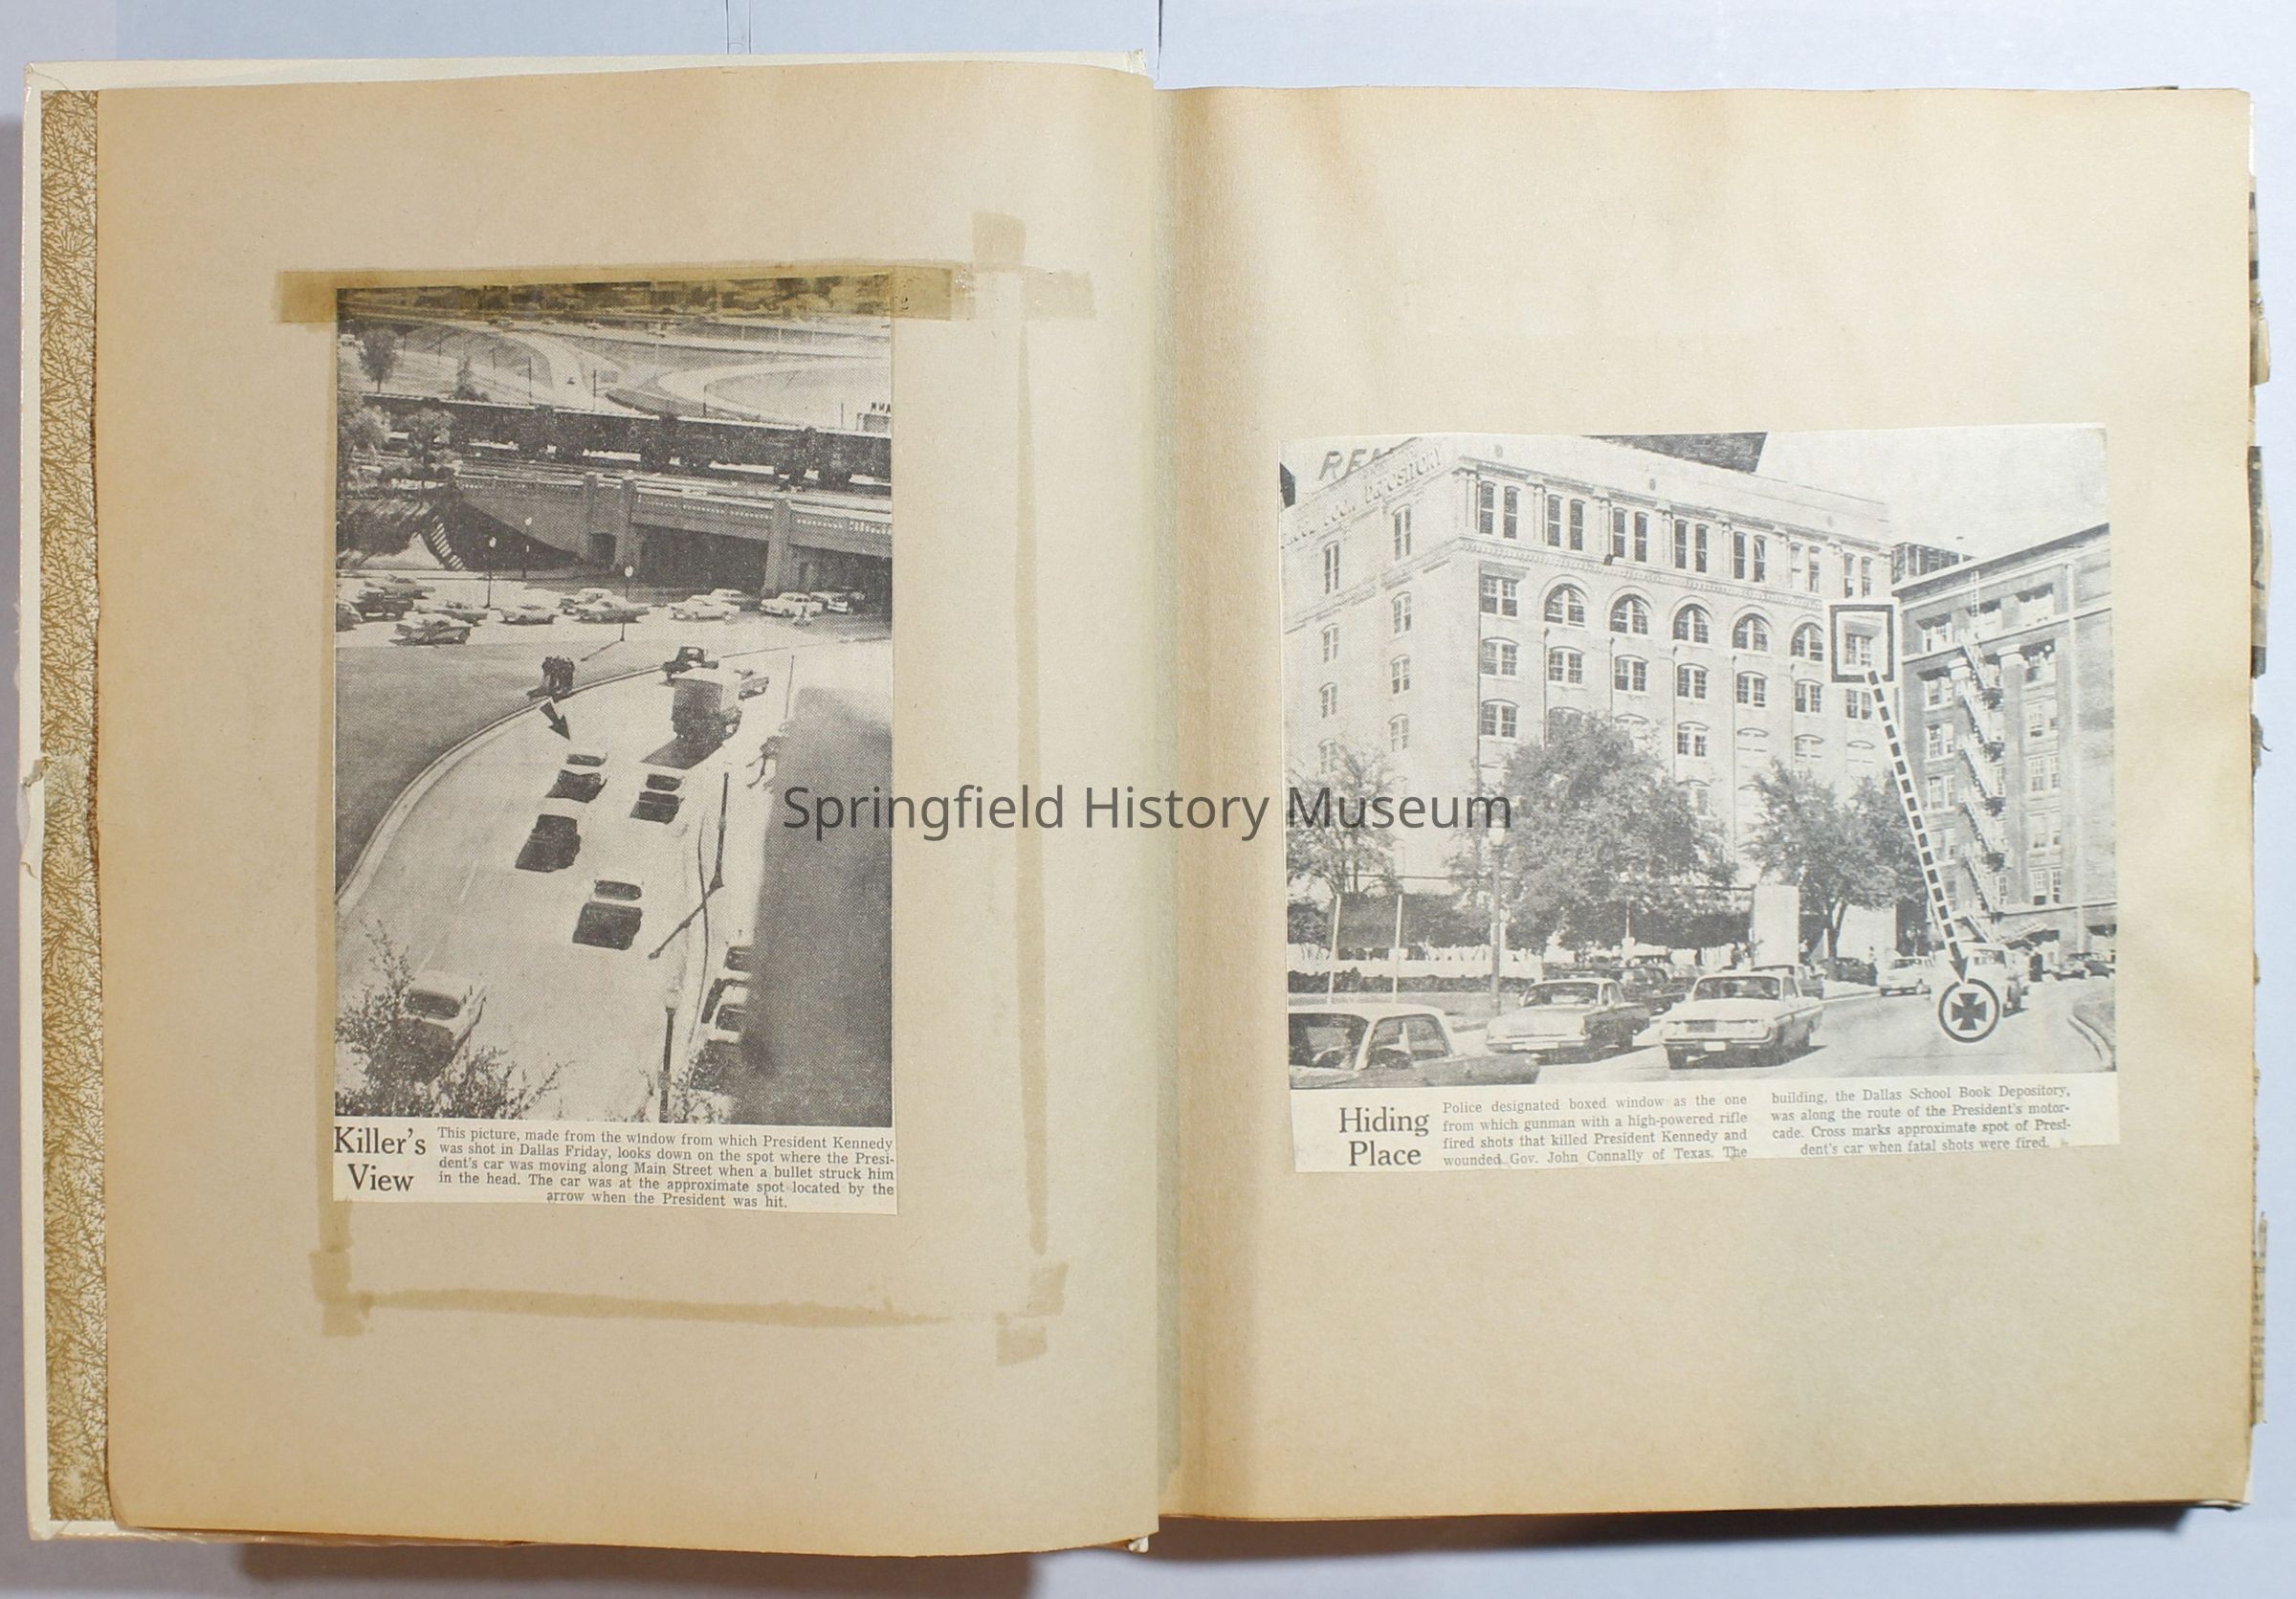 Killer's
View
This picture, made from the window from which President Kennedy
was shot in Dallas Friday, looks down on the spot where the Presi-
dent's car was moving along Main Street when a bullet struck him
in the head. The car was at the approximate spot located by the
arrow when the President was hit.
Springfield History Museum
BOOK DEPOSITORY
Hiding
Place
Police designated boxed window as the one
from which gunman with a high-powered rifle
fired shots that killed President Kennedy and
wounded Gov. John Connally of Texas. The
building, the Dallas School Book Depository,
was along the route of the President's motor-
cade. Cross marks approximate spot of Presi-
dent's car when fatal shots were fired.